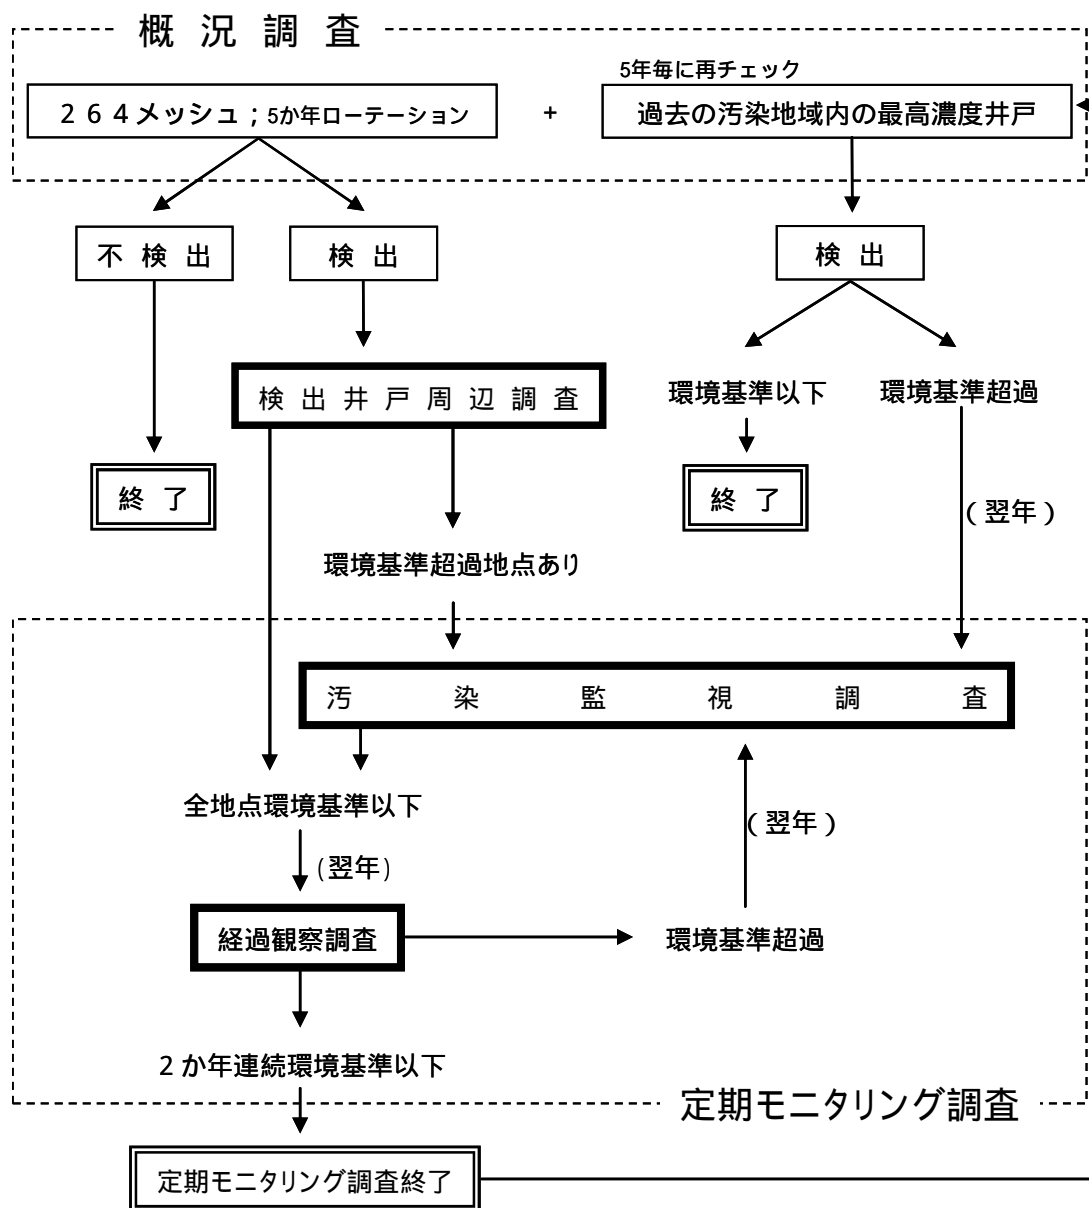 概 況 調 査
5年毎に再チェック
264メッシュ;5か年ローテーション + 過去の汚染地域内の最高濃度井戸
不 検 出 検 出 検 出
検 出 井 戸 周 辺 調 査
環境基準以下 環境基準超過
終 了 終 了
(翌年)
環境基準超過地点あり
汚 染 監 視 調 査
全地点環境基準以下
(翌年)
(翌年)
経過観察調査
環境基準超過
2か年連続環境基準以下
定期モニタリング調査
定期モニタリング調査終了